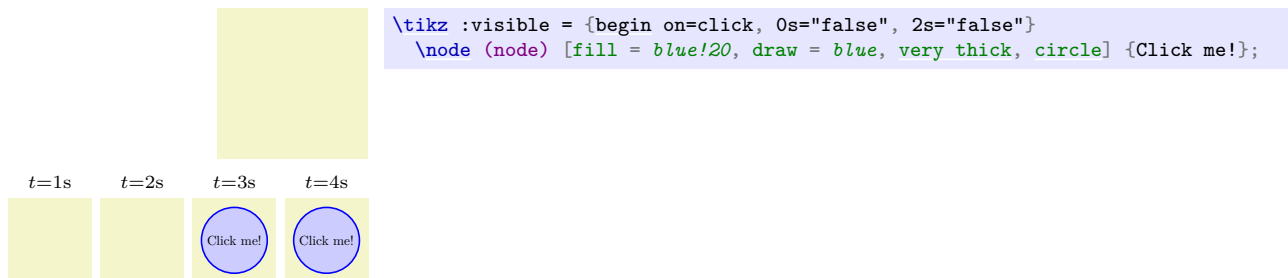 \tikz :visible = {begin on=click, 0s="false", 2s="false"}
\node (node) [fill = blue!20, draw = blue, very thick, circle] {Click me!};
t=1s t=2s t=3s t=4s
Click me! Click me!